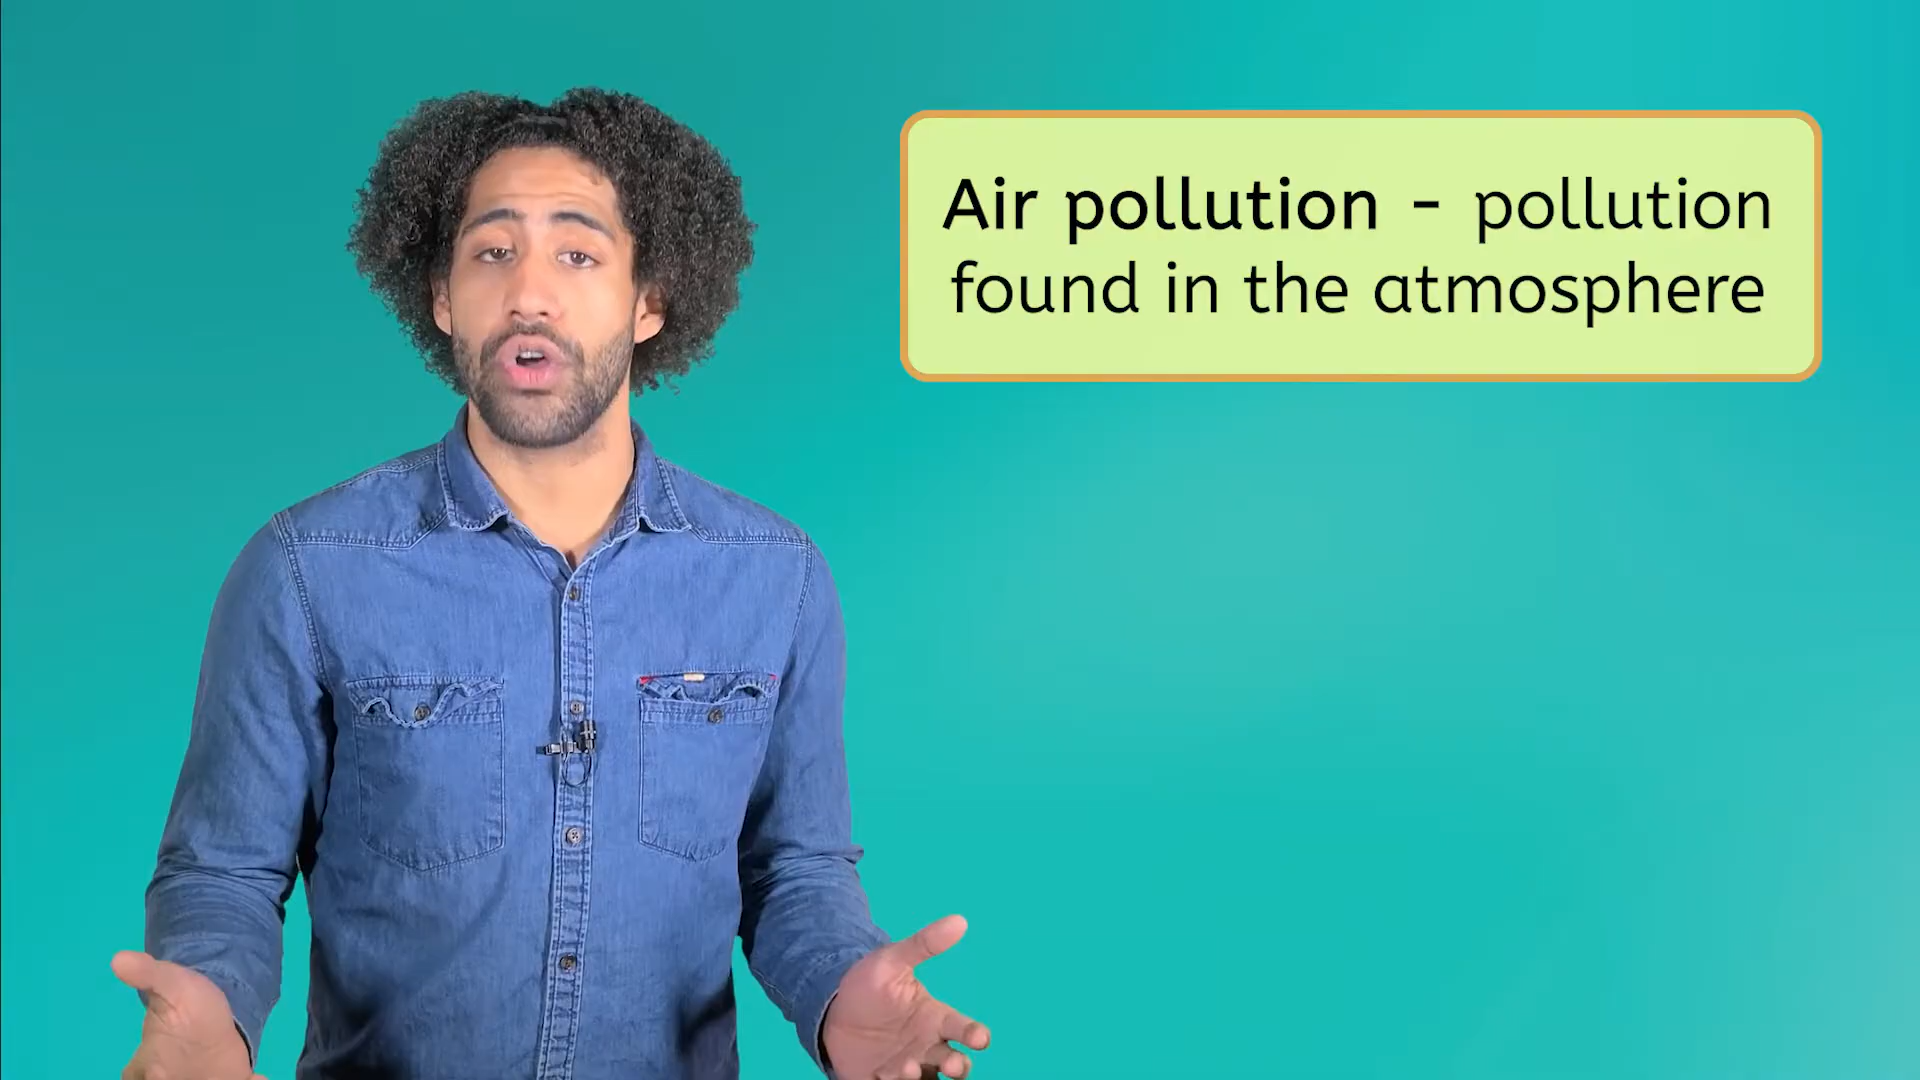 Air pollution - pollution
found in the atmosphere